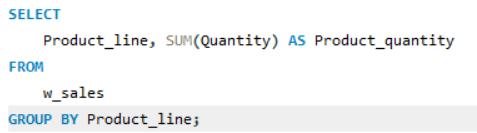 SELECT
    Product_line, SUM(Quantity) AS Product_quantity
FROM
    w_sales
GROUP BY Product_line;